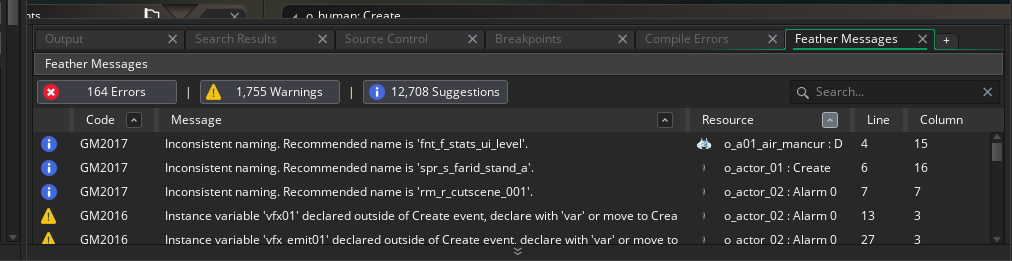 nts
o_human: Create
Output
Search Results
Source Control
Breakpoints
Compile Errors
Feather Messages
+
Feather Messages
164 Errors | 1,755 Warnings | 12,708 Suggestions
Search...
Code Message Resource Line Column
GM2017 Inconsistent naming. Recommended name is 'fnt_f_stats_ui_level'. o_a01_air_mancur : D 4 15
GM2017 Inconsistent naming. Recommended name is 'spr_s_farid_stand_a'. o_actor_01 : Create 6 16
GM2017 Inconsistent naming. Recommended name is 'rm_r_cutscene_001'. o_actor_02 : Alarm 0 7 7
GM2016 Instance variable 'vfx01' declared outside of Create event, declare with 'var' or move to Crea o_actor_02 : Alarm 0 13 3
GM2016 Instance variable 'vfx_emit01' declared outside of Create event, declare with 'var' or move to o_actor_02 : Alarm 0 27 3